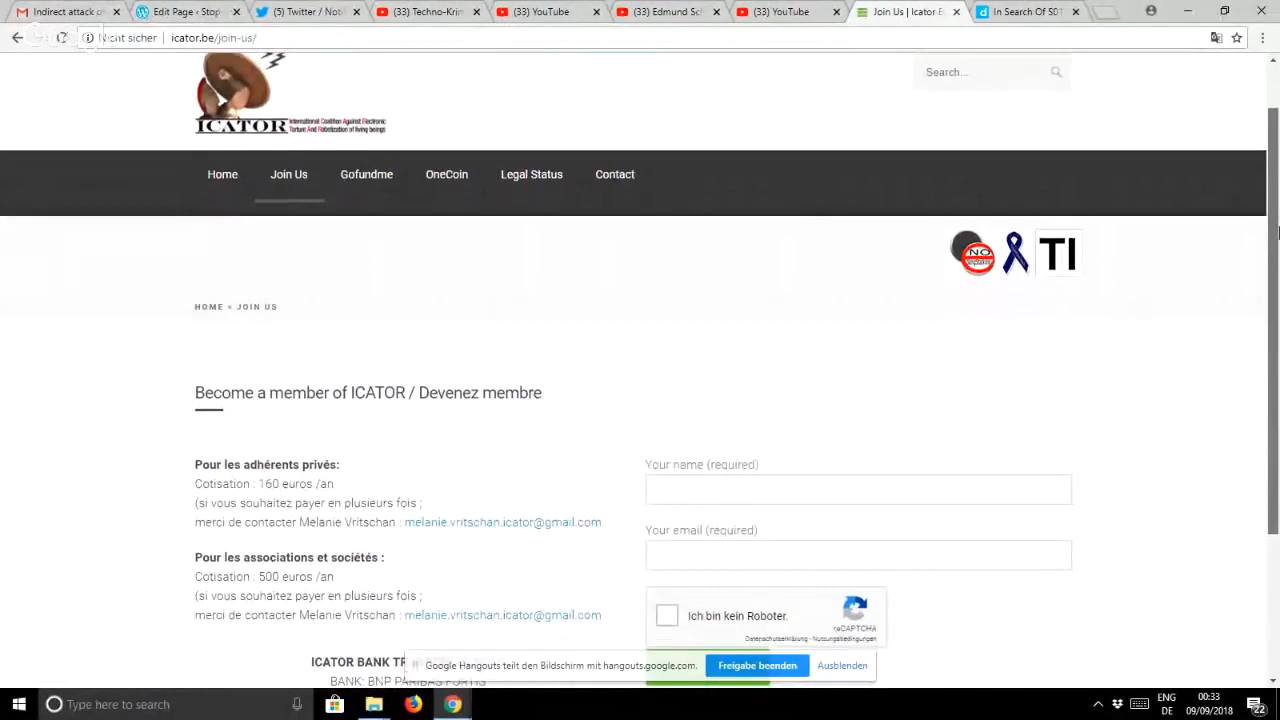 Indirect attack o
Edit Page ‹ Stop
(5) Twitter / Not
(33) Techno-Kri
(33) YouTube
(33) Edmund Sc
(33) YouTube
Join Us | Icator E
In Search Of ST
Nicht sicher | icator.be/join-us/
ICATOR International Coalition Against Electronic
Torture And Robotization of living beings
Search...
Home
Join Us
Gofundme
OneCoin
Legal Status
Contact
NO
TI
HOME » JOIN US
Become a member of ICATOR / Devenez membre
Pour les adhérents privés:
Cotisation : 160 euros /an
(si vous souhaitez payer en plusieurs fois ;
merci de contacter Melanie Vritschan : melanie.vritschan.icator@gmail.com
Pour les associations et sociétés :
Cotisation : 500 euros /an
(si vous souhaitez payer en plusieurs fois ;
merci de contacter Melanie Vritschan : melanie.vritschan.icator@gmail.com
ICATOR BANK TR
BANK: BNP PARIBAS FORTIS
Your name (required)
Your email (required)
Ich bin kein Roboter.
reCAPTCHA
Datenschutzerklärung - Nutzungsbedingungen
Google Hangouts teilt den Bildschirm mit hangouts.google.com.
Freigabe beenden
Ausblenden
Type here to search
ENG
DE
00:33
09/09/2018